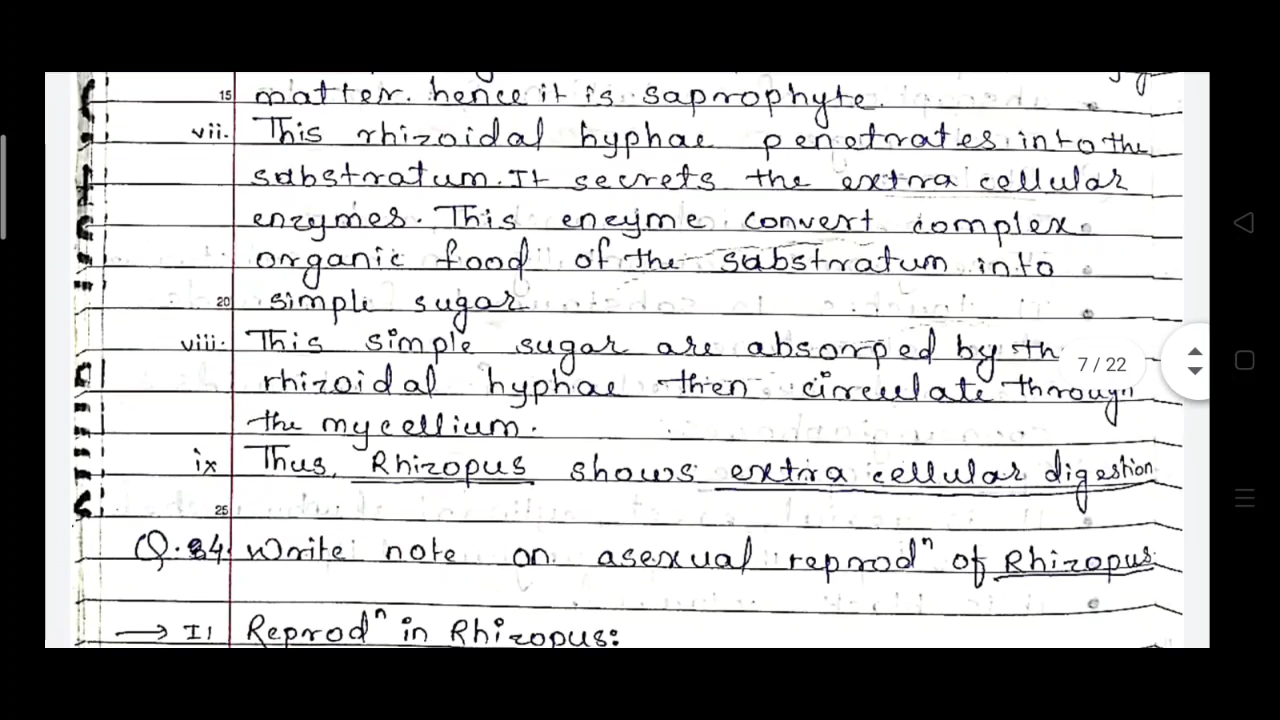 15 matter. hence it is saprophyte.
vii. This rhizoidal hyphae penetrates into the
substratum. It secrets the extra cellular
enzymes. This enzyme convert complex
organic food of the substratum into
20 simple sugar
viii. This simple sugar are absorped by th
7 / 22
rhizoidal hyphae then circulate throug
the mycellium.
ix Thus, Rhizopus shows extra cellular digestion
25
Q. 34. Write note on asexual reprodⁿ of Rhizopus
→ I) Reprodⁿ in Rhizopus: